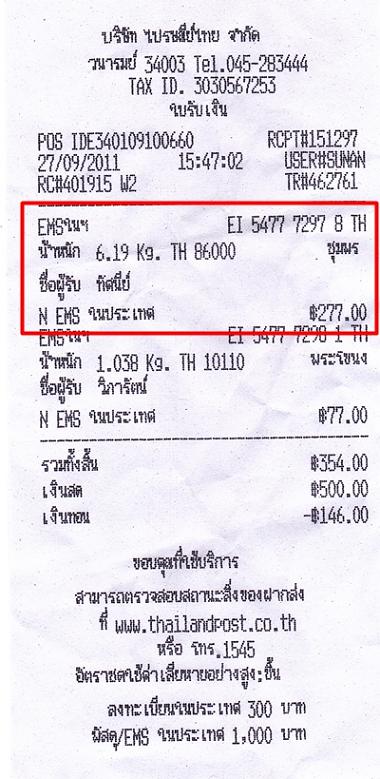 บริษัท ไปรษณีย์ไทย จำกัด
วนารมย์ 34003 Tel.045-283444
TAX ID. 3030567253
ใบรับเงิน
POS IDE340109100660 RCPT#151297
27/09/2011 15:47:02 USER#SUNAN
RC#401915 W2 TR#462761
EMSในฯ EI 5477 7297 8 TH
น้ำหนัก 6.19 Kg. TH 86000 ชุมพร
ชื่อผู้รับ ทัศนีย์
N EMS ในประเทศ ฿277.00
EMSในฯ EI 5477 7298 1 TH
น้ำหนัก 1.038 Kg. TH 10110 พระโขนง
ชื่อผู้รับ วิภารัตน์
N EMS ในประเทศ ฿77.00
รวมทั้งสิ้น ฿354.00
เงินสด ฿500.00
เงินทอน -฿146.00
ขอบคุณที่ใช้บริการ
สามารถตรวจสอบสถานะสิ่งของฝากส่ง
ที่ www.thailandpost.co.th
หรือ โทร.1545
อัตราชดใช้ค่าเสียหายอย่างสูง:ชิ้น
ลงทะเบียนในประเทศ 300 บาท
พัสดุ/EMS ในประเทศ 1,000 บาท